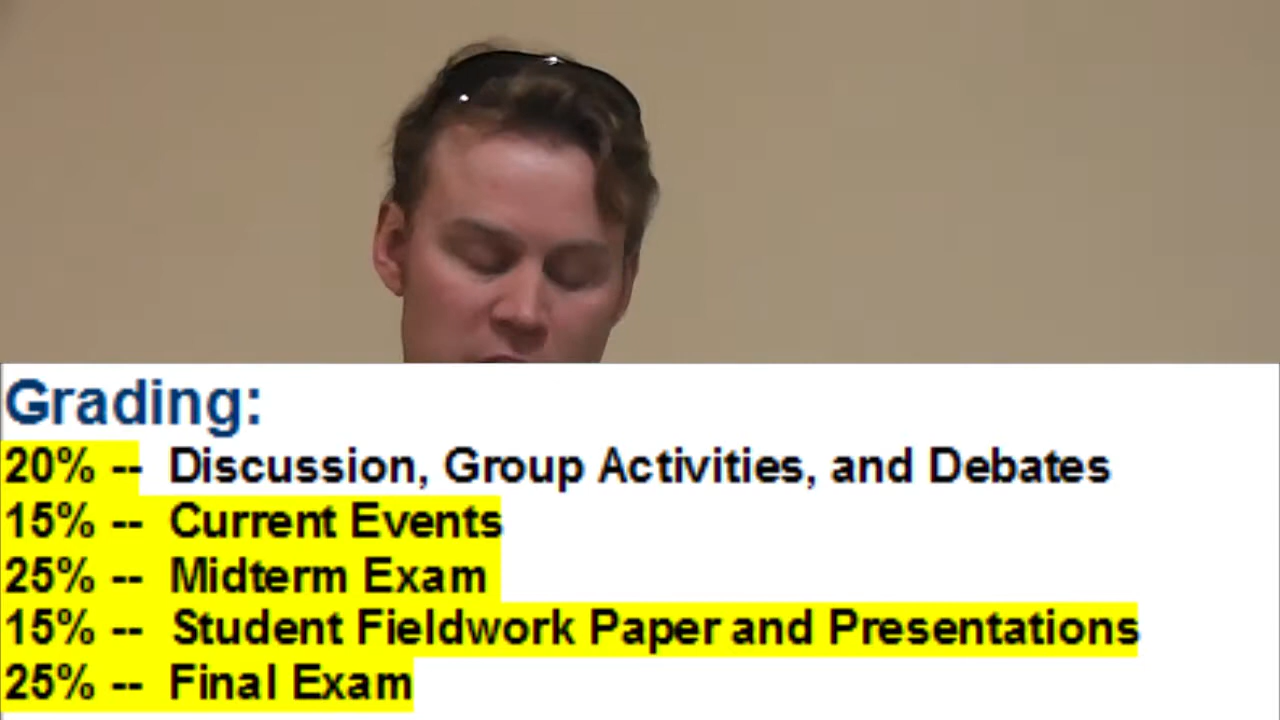 Grading:
20% -- Discussion, Group Activities, and Debates
15% -- Current Events
25% -- Midterm Exam
15% -- Student Fieldwork Paper and Presentations
25% -- Final Exam